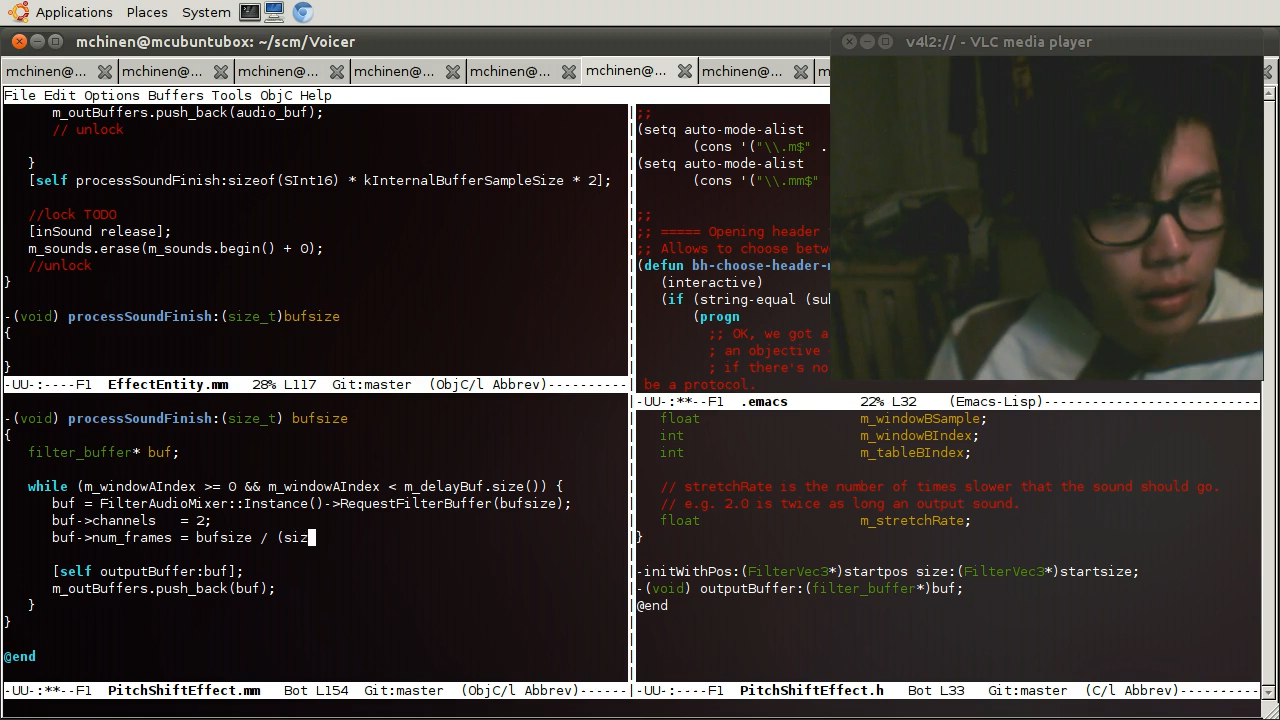 Applications Places System
mchinen@mcubuntubox: ~/scm/Voicer
v4l2:// - VLC media player
mchinen@... mchinen@... mchinen@... mchinen@... mchinen@... mchinen@... mchinen@... m
File Edit Options Buffers Tools ObjC Help
m_outBuffers.push_back(audio_buf);
// unlock
}
[self processSoundFinish:sizeof(SInt16) * kInternalBufferSampleSize * 2];
//lock TODO
[inSound release];
m_sounds.erase(m_sounds.begin() + 0);
//unlock
}
-(void) processSoundFinish:(size_t)bufsize
{
}
-UU-:----F1 EffectEntity.mm 28% L117 Git:master (ObjC/l Abbrev)----------
-(void) processSoundFinish:(size_t) bufsize
{
filter_buffer* buf;
while (m_windowAIndex >= 0 && m_windowAIndex < m_delayBuf.size()) {
buf = FilterAudioMixer::Instance()->RequestFilterBuffer(bufsize);
buf->channels = 2;
buf->num_frames = bufsize / (siz
[self outputBuffer:buf];
m_outBuffers.push_back(buf);
}
}
@end
-UU-:**--F1 PitchShiftEffect.mm Bot L154 Git:master (ObjC/l Abbrev)------
;;
(setq auto-mode-alist
(cons '("\\.m$" .
(setq auto-mode-alist
(cons '("\\.mm$"
;;
;; ===== Opening header
;; Allows to choose betw
(defun bh-choose-header-m
(interactive)
(if (string-equal (sub
(progn
;; OK, we got a
; an objective
; if there's no
be a protocol.
-UU-:**--F1 .emacs 22% L32 (Emacs-Lisp)---------------------------
float m_windowBSample;
int m_windowBIndex;
int m_tableBIndex;
// stretchRate is the number of times slower that the sound should go.
// e.g. 2.0 is twice as long an output sound.
float m_stretchRate;
}
-initWithPos:(FilterVec3*)startpos size:(FilterVec3*)startsize;
-(void) outputBuffer:(filter_buffer*)buf;
@end
-UU-:----F1 PitchShiftEffect.h Bot L33 Git:master (C/l Abbrev)----------